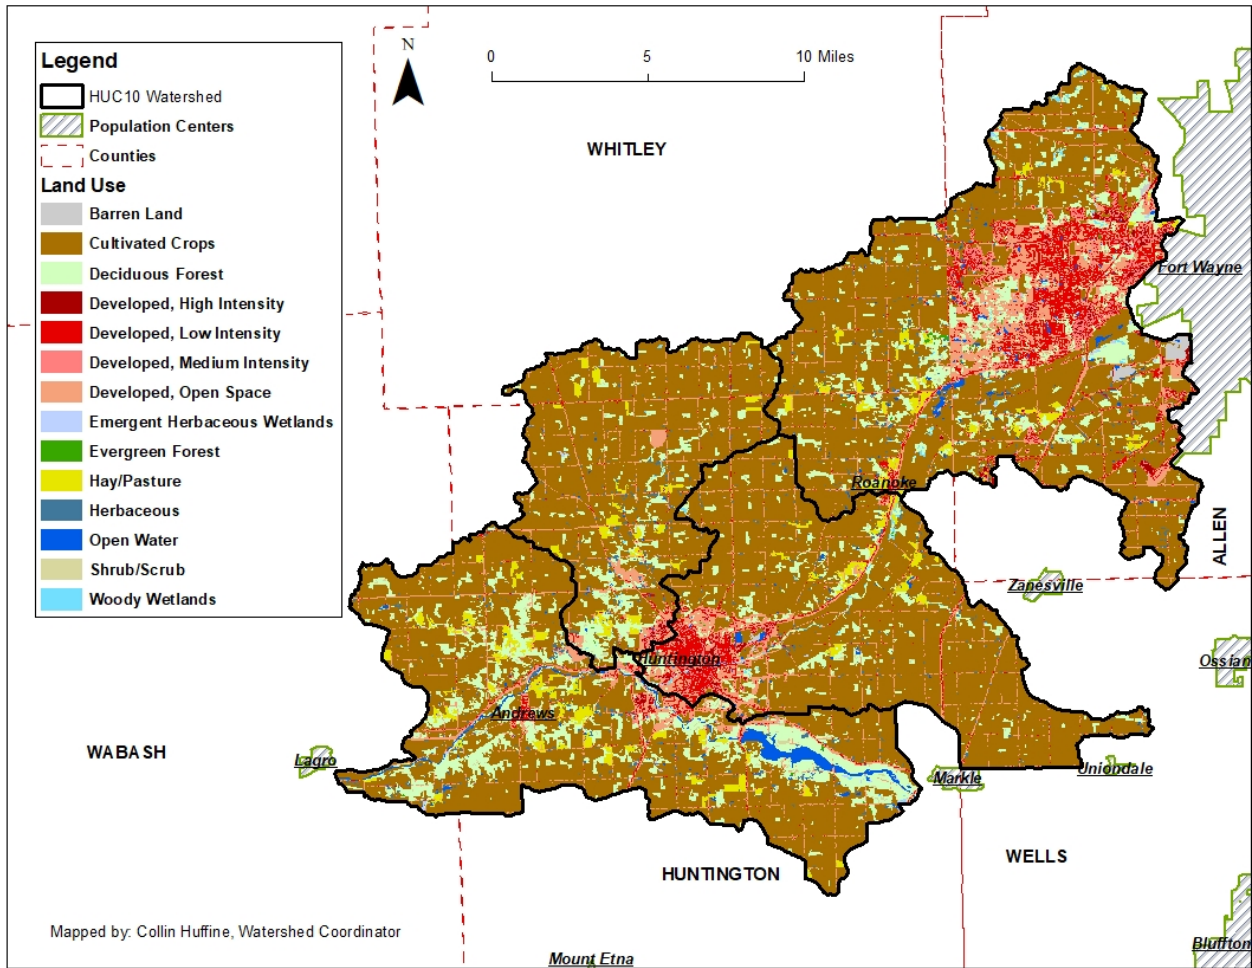 Legend
HUC10 Watershed
Population Centers
Counties
Land Use
Barren Land
Cultivated Crops
Deciduous Forest
Developed, High Intensity
Developed, Low Intensity
Developed, Medium Intensity
Developed, Open Space
Emergent Herbaceous Wetlands
Evergreen Forest
Hay/Pasture
Herbaceous
Open Water
Shrub/Scrub
Woody Wetlands
N
0 5 10 Miles
WHITLEY
Fort Wayne
Roanoke
ALLEN
Zanesville
Huntington
Ossian
Andrews
WABASH
Lagro
Markle
Uniondale
WELLS
HUNTINGTON
Mapped by: Collin Huffine, Watershed Coordinator
Bluffton
Mount Etna